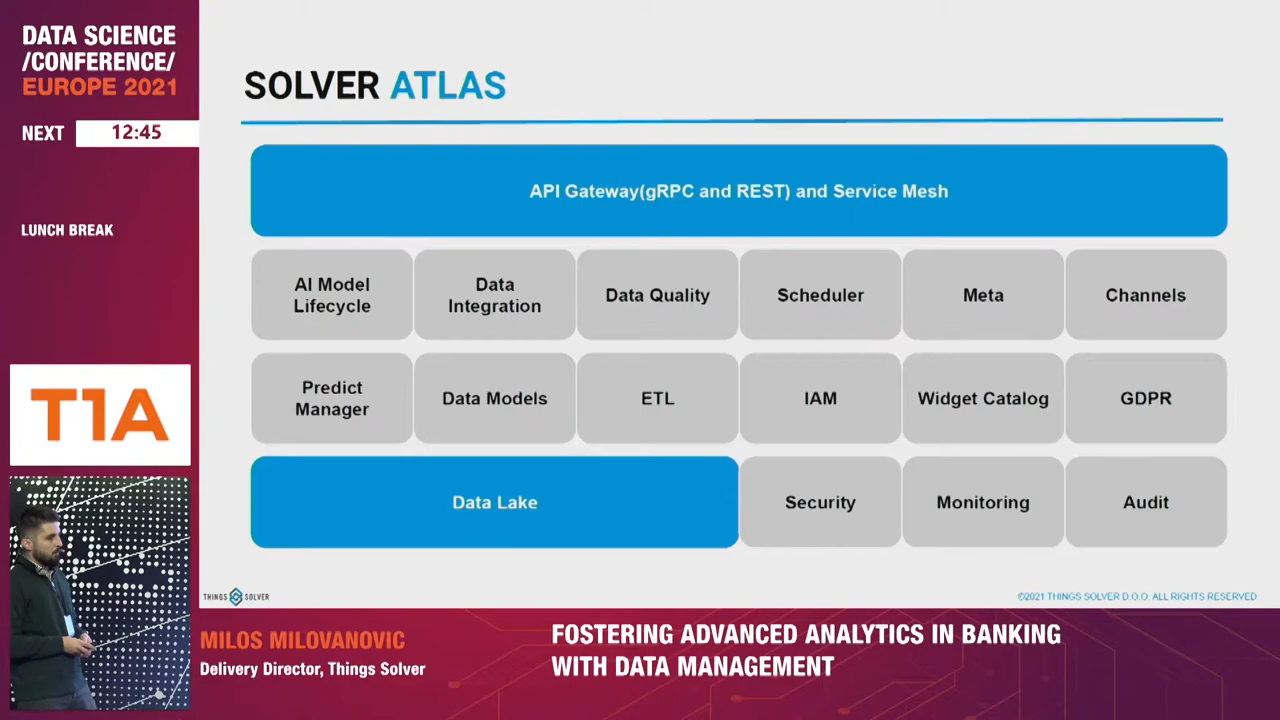 DATA SCIENCE
/CONFERENCE/
EUROPE 2021
NEXT 12:45
LUNCH BREAK
T1A
SOLVER ATLAS
API Gateway(gRPC and REST) and Service Mesh
AI Model
Lifecycle
Data
Integration
Data Quality
Scheduler
Meta
Channels
Predict
Manager
Data Models
ETL
IAM
Widget Catalog
GDPR
Data Lake
Security
Monitoring
Audit
THINGS SOLVER
©2021 THINGS SOLVER D.O.O. ALL RIGHTS RESERVED
MILOS MILOVANOVIC
Delivery Director, Things Solver
FOSTERING ADVANCED ANALYTICS IN BANKING
WITH DATA MANAGEMENT